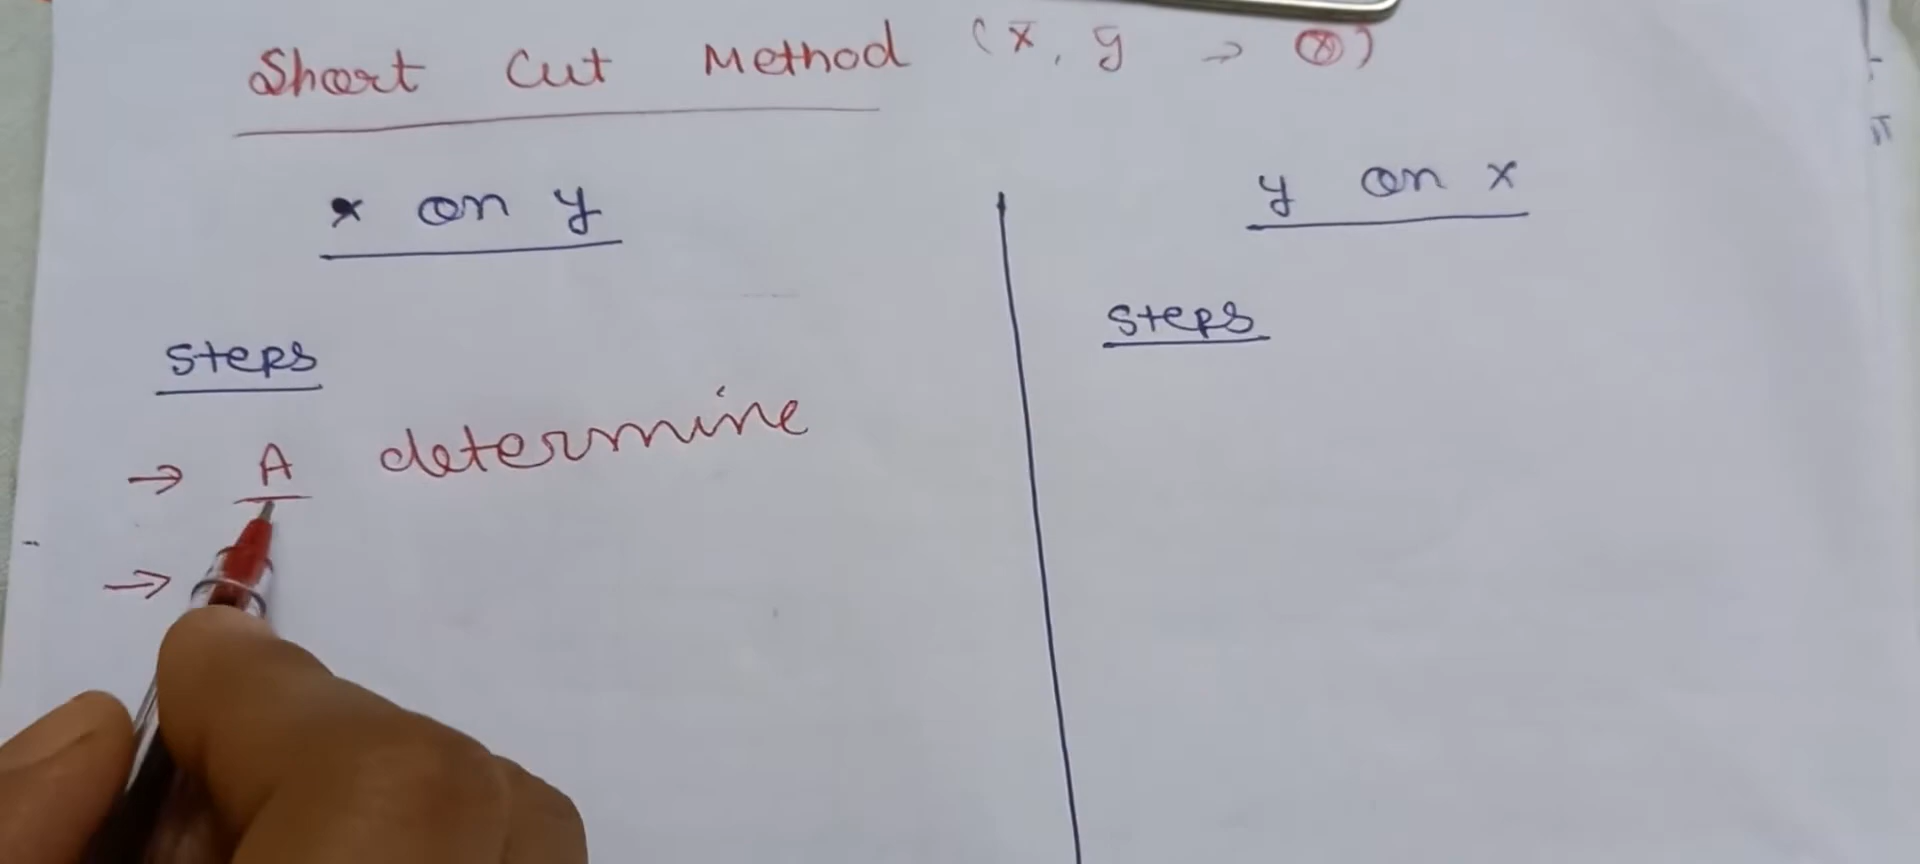 Short Cut Method (x̄, ȳ → ⓧ)
x on y
y on x
Steps
Steps
→ A determine
→